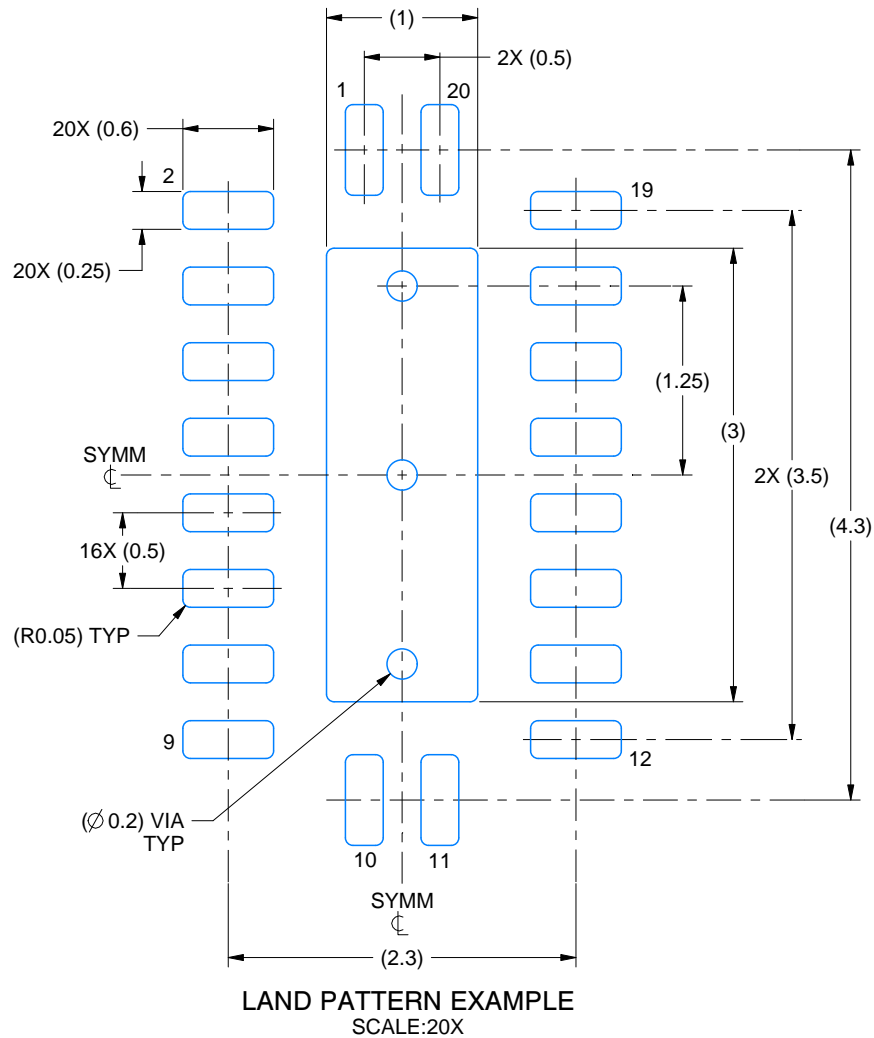 (1)
2X (0.5)
1
20
20X (0.6)
2
19
20X (0.25)
(1.25)
(3)
SYMM
℄
2X (3.5)
(4.3)
16X (0.5)
(R0.05) TYP
9
12
(∅ 0.2) VIA
TYP
10
11
SYMM
℄
(2.3)
LAND PATTERN EXAMPLE
SCALE:20X